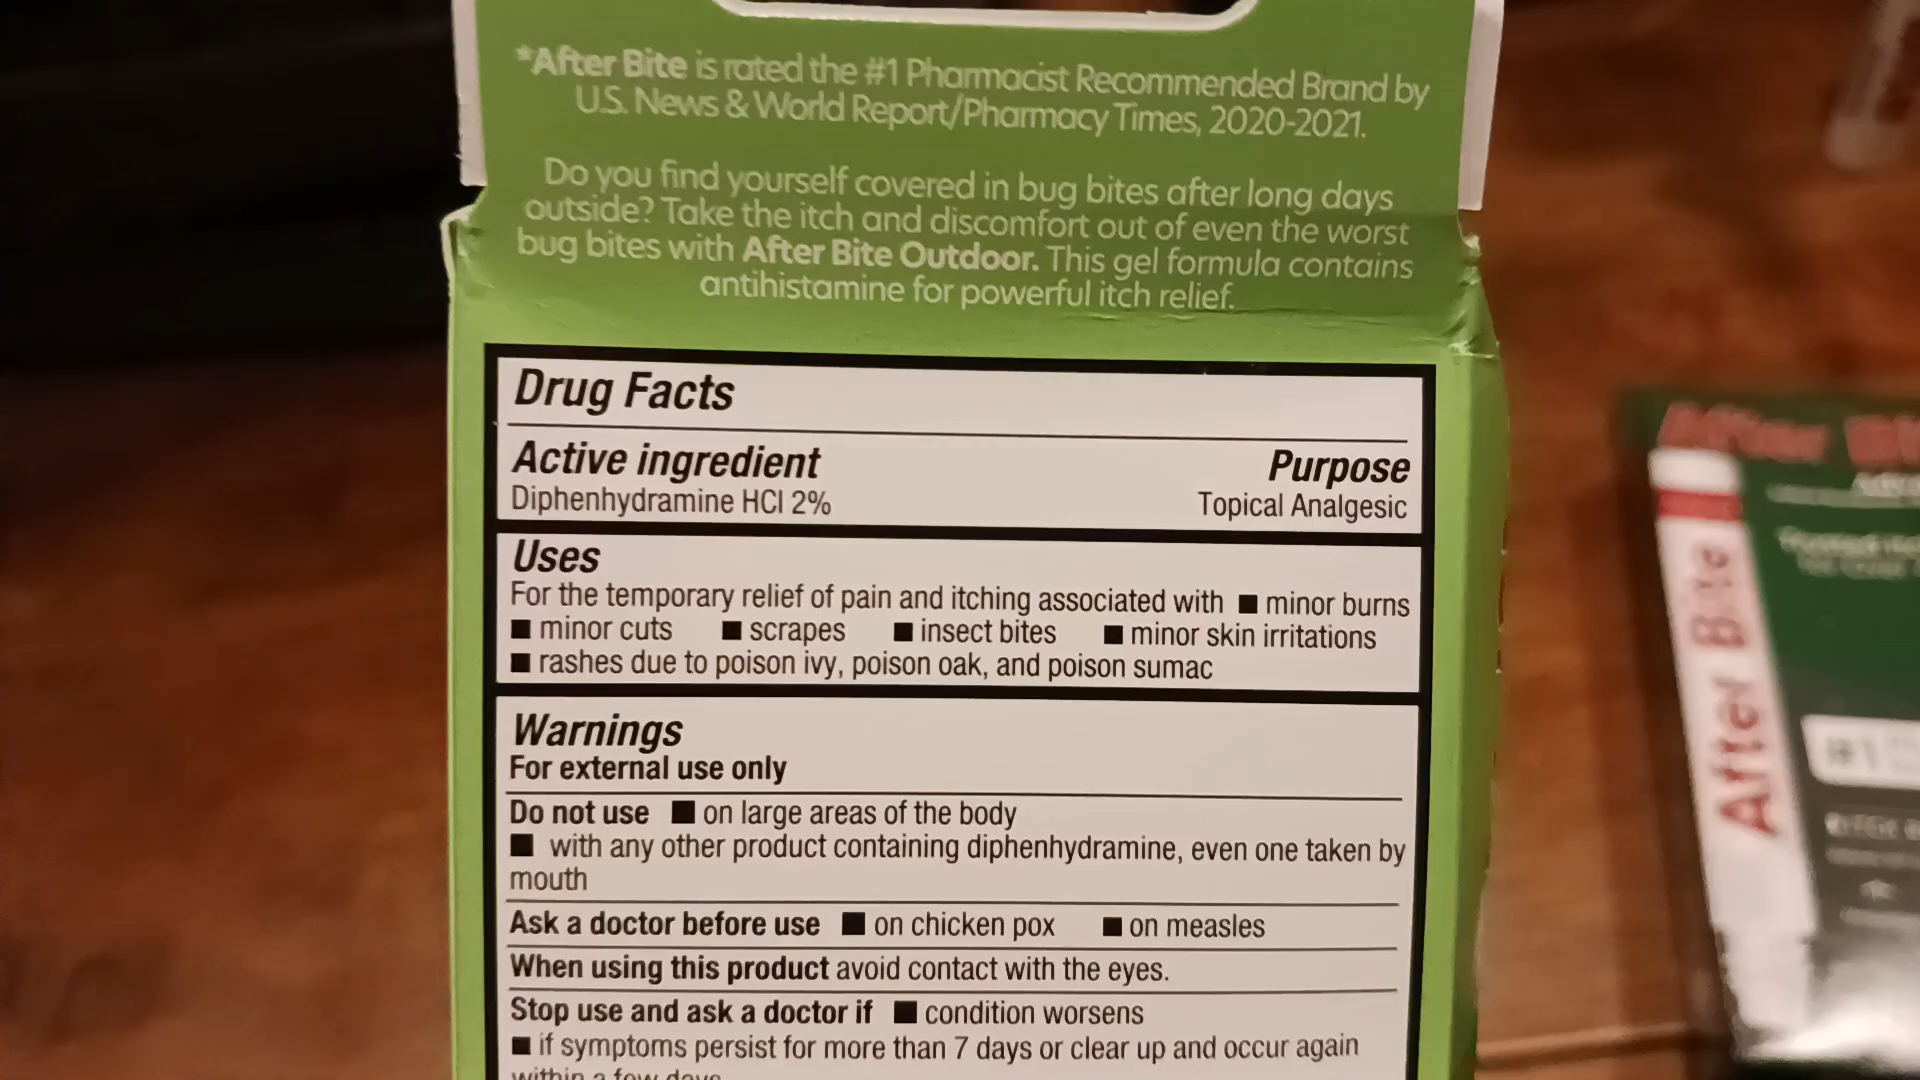 *After Bite is rated the #1 Pharmacist Recommended Brand by
U.S. News & World Report/Pharmacy Times, 2020-2021.
Do you find yourself covered in bug bites after long days
outside? Take the itch and discomfort out of even the worst
bug bites with After Bite Outdoor. This gel formula contains
antihistamine for powerful itch relief.
Drug Facts
Active ingredient Purpose
Diphenhydramine HCl 2% Topical Analgesic
Uses
For the temporary relief of pain and itching associated with ■ minor burns
■ minor cuts ■ scrapes ■ insect bites ■ minor skin irritations
■ rashes due to poison ivy, poison oak, and poison sumac
Warnings
For external use only
Do not use ■ on large areas of the body
■ with any other product containing diphenhydramine, even one taken by
mouth
Ask a doctor before use ■ on chicken pox ■ on measles
When using this product avoid contact with the eyes.
Stop use and ask a doctor if ■ condition worsens
■ if symptoms persist for more than 7 days or clear up and occur again
within a few days
After
After Bite
#1